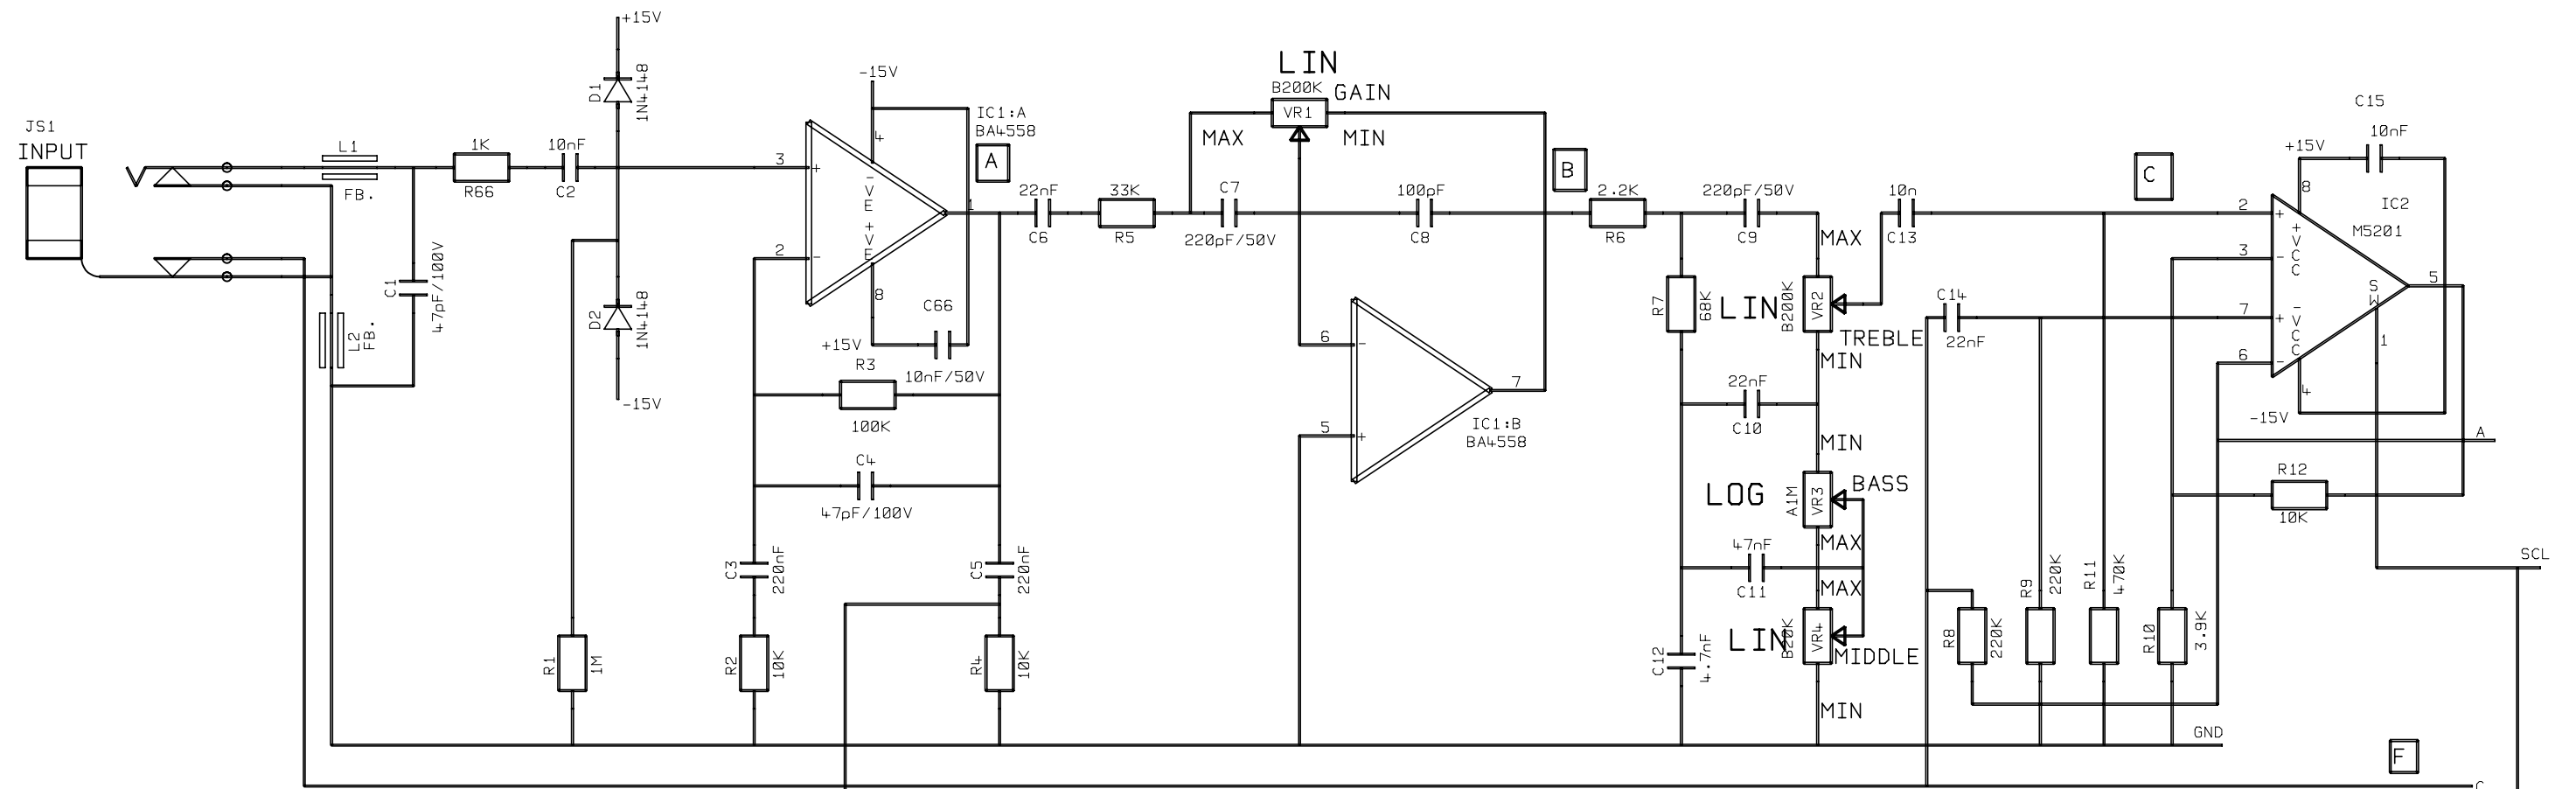 +15V
D1
1N4148
JS1
INPUT
L1
FB.
1K
R66
10nF
C2
C1
47pF/100V
L2
FB.
D2
1N4148
-15V
R1
1M
-15V
4
IC1:A
BA4558
A
3
+
-
V
E
+
V
E
1
2
-
8
C66
+15V
10nF/50V
R3
100K
C4
47pF/100V
C3
220nF
C5
220nF
R2
10K
R4
10K
22nF
C6
33K
R5
LIN
B200K
GAIN
VR1
MAX
MIN
C7
220pF/50V
100pF
C8
B
6
-
7
5
+
IC1:B
BA4558
2.2K
R6
220pF/50V
C9
R7
68K
MAX
LIN
B200K
VR2
TREBLE
MIN
22nF
C10
MIN
LOG
A1M
VR3
BASS
MAX
47nF
C11
MAX
C12
4.7nF
LIN
B20K
VR4
MIDDLE
MIN
10n
C13
C14
22nF
C
C15
10nF
+15V
8
IC2
M5201
2
+
+
V
C
C
3
-
S
W
5
7
+
-
V
C
C
1
6
-
4
-15V
A
R12
10K
SCL
R8
220K
R9
220K
R11
470K
R10
3.9K
GND
F
C